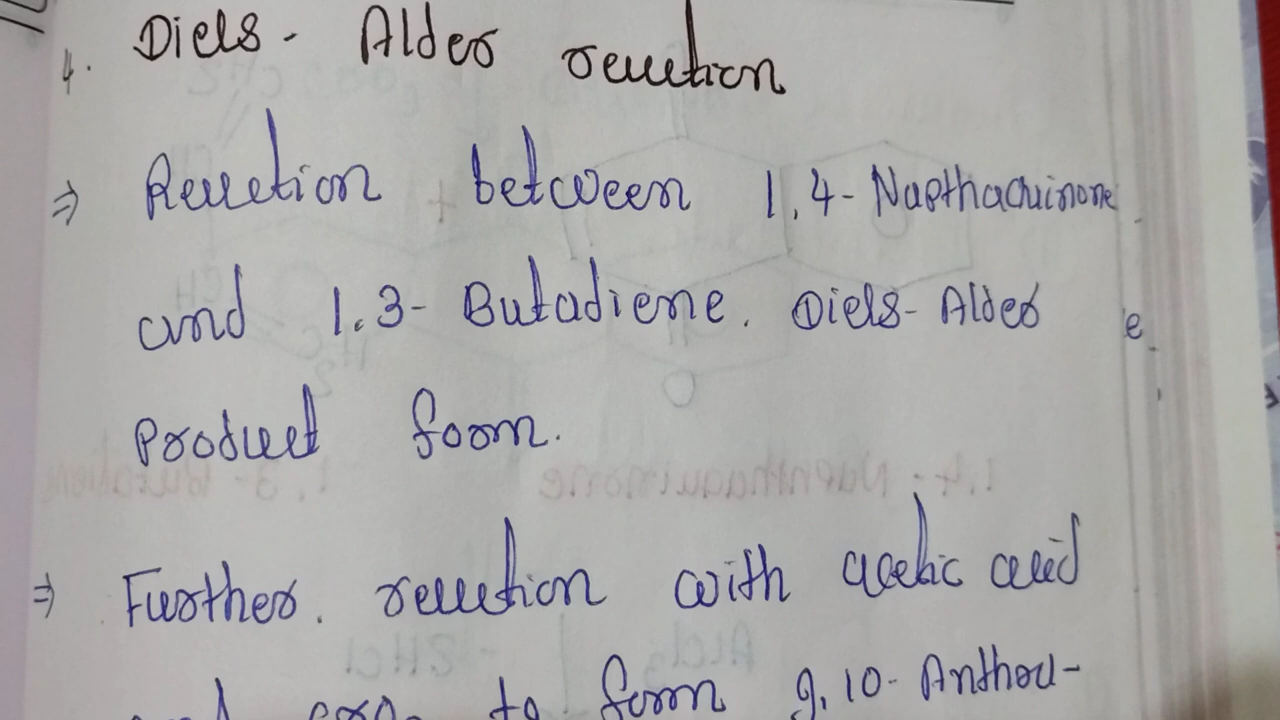 4. Diels - Alder reaction
⇒ Reaction between 1,4- Napthaquinone
and 1,3- Butadiene. Diels- Alder
e
Product form.
⇒ Further. reaction with acetic acid
to form 9,10- Anthra-